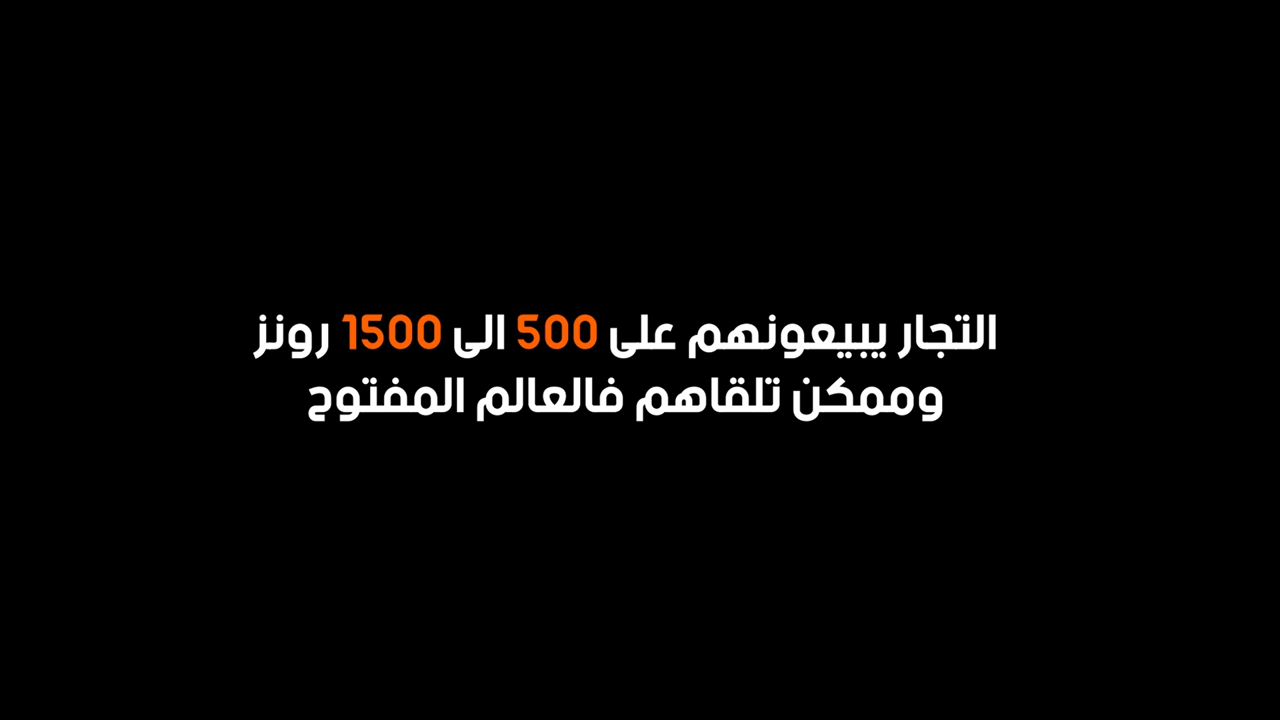 التجار يبيعونهم على 500 الى 1500 رونز
وممكن تلقاهم فالعالم المفتوح